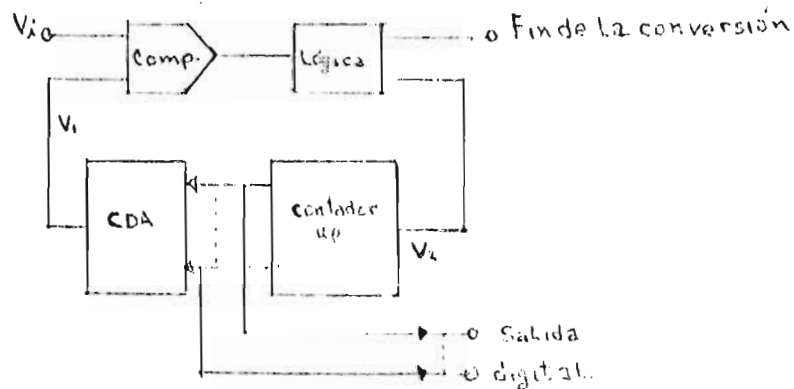 Vi
Comp.
Lógica
Fin de la conversión
V1
CDA
Contador
up
V2
Salida
digital.